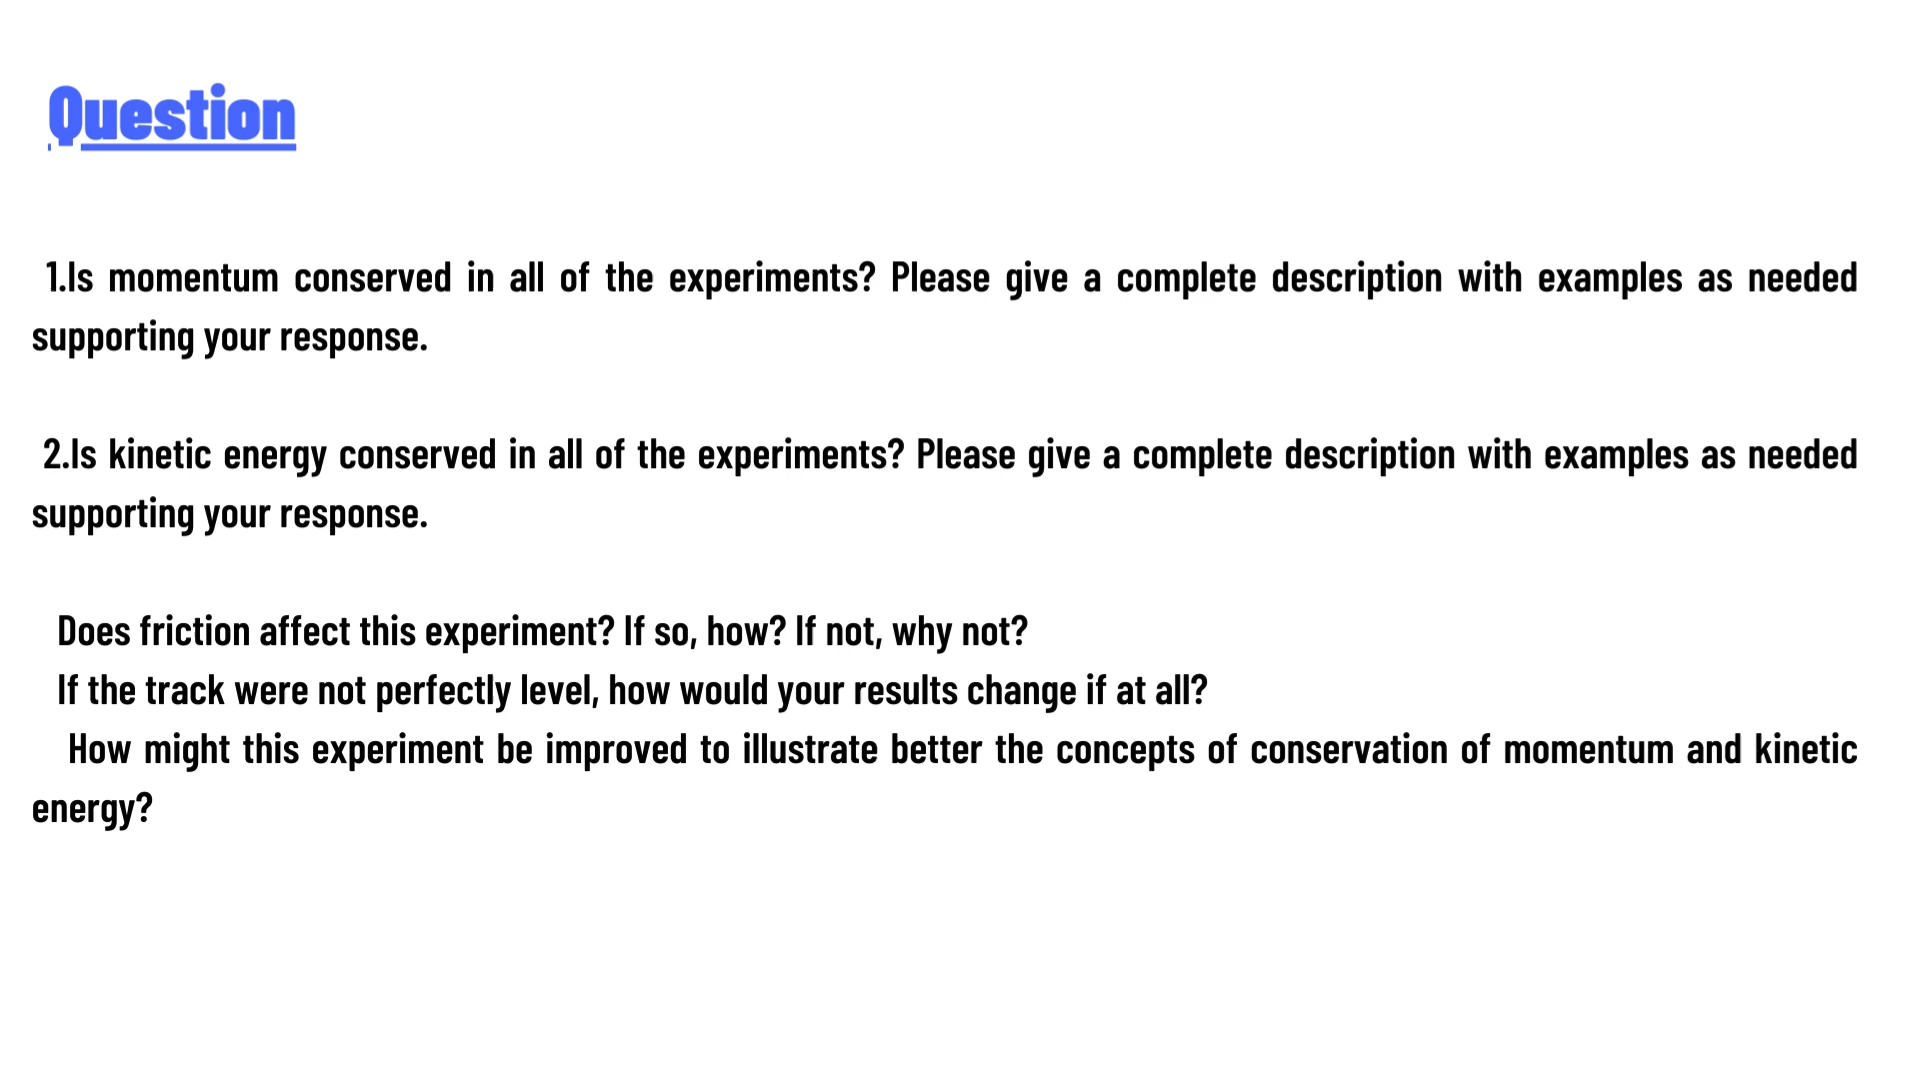 Question
1.Is momentum conserved in all of the experiments? Please give a complete description with examples as needed
supporting your response.
2.Is kinetic energy conserved in all of the experiments? Please give a complete description with examples as needed
supporting your response.
Does friction affect this experiment? If so, how? If not, why not?
If the track were not perfectly level, how would your results change if at all?
How might this experiment be improved to illustrate better the concepts of conservation of momentum and kinetic
energy?